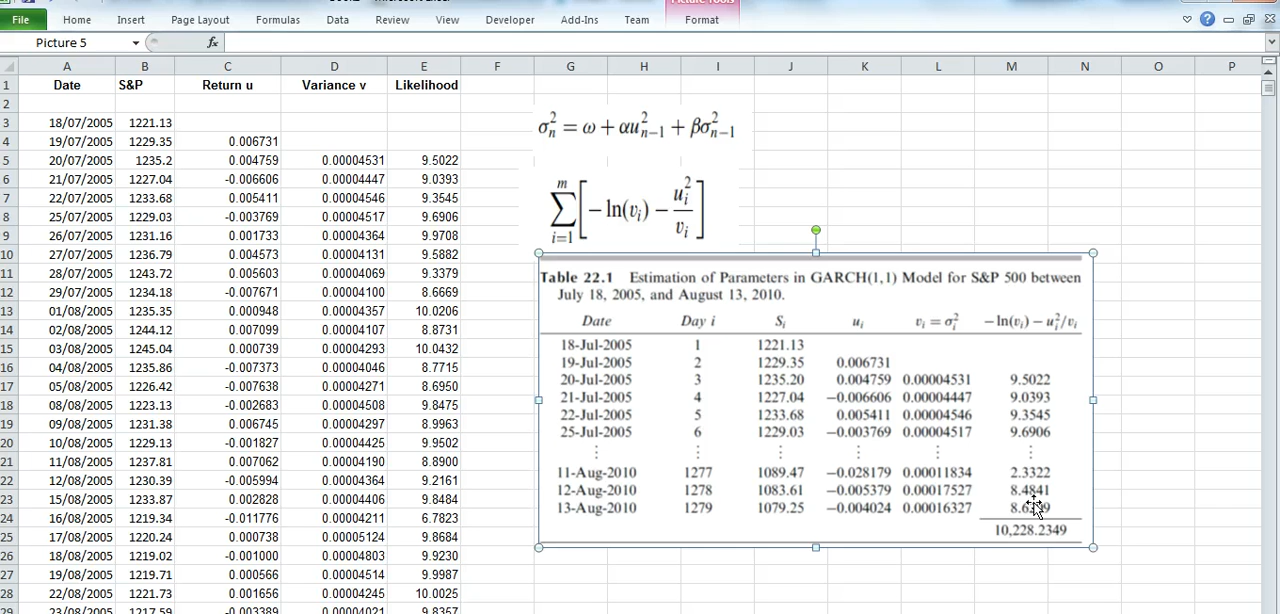 File Home Insert Page Layout Formulas Data Review View Developer Add-Ins Team Format
Picture 5 fx
A B C D E F G H I J K L M N O P
1 Date S&P Return u Variance v Likelihood
2
3 18/07/2005 1221.13
4 19/07/2005 1229.35 0.006731
5 20/07/2005 1235.2 0.004759 0.00004531 9.5022
6 21/07/2005 1227.04 -0.006606 0.00004447 9.0393
7 22/07/2005 1233.68 0.005411 0.00004546 9.3545
8 25/07/2005 1229.03 -0.003769 0.00004517 9.6906
9 26/07/2005 1231.16 0.001733 0.00004364 9.9708
10 27/07/2005 1236.79 0.004573 0.00004131 9.5882
11 28/07/2005 1243.72 0.005603 0.00004069 9.3379
12 29/07/2005 1234.18 -0.007671 0.00004100 8.6669
13 01/08/2005 1235.35 0.000948 0.00004357 10.0206
14 02/08/2005 1244.12 0.007099 0.00004107 8.8731
15 03/08/2005 1245.04 0.000739 0.00004293 10.0432
16 04/08/2005 1235.86 -0.007373 0.00004046 8.7715
17 05/08/2005 1226.42 -0.007638 0.00004271 8.6950
18 08/08/2005 1223.13 -0.002683 0.00004508 9.8475
19 09/08/2005 1231.38 0.006745 0.00004297 8.9963
20 10/08/2005 1229.13 -0.001827 0.00004425 9.9502
21 11/08/2005 1237.81 0.007062 0.00004190 8.8900
22 12/08/2005 1230.39 -0.005994 0.00004361 9.2161
23 15/08/2005 1233.87 0.002828 0.00004406 9.8484
24 16/08/2005 1219.34 -0.011776 0.00004211 6.7823
25 17/08/2005 1220.24 0.000738 0.00005124 9.8684
26 18/08/2005 1219.02 -0.001000 0.00004803 9.9230
27 19/08/2005 1219.71 0.000566 0.00004514 9.9987
28 22/08/2005 1221.73 0.001656 0.00004245 10.0025
29 23/08/2005 1217.59 -0.003389 0.00004021 9.8357
σ²ₙ = ω + αu²ₙ₋₁ + βσ²ₙ₋₁
m
∑ [−ln(vᵢ) − uᵢ²/vᵢ]
i=1
Table 22.1 Estimation of Parameters in GARCH(1,1) Model for S&P 500 between
July 18, 2005, and August 13, 2010.
Date Day i Sᵢ uᵢ vᵢ = σᵢ² −ln(vᵢ) − uᵢ²/vᵢ
18-Jul-2005 1 1221.13
19-Jul-2005 2 1229.35 0.006731
20-Jul-2005 3 1235.20 0.004759 0.00004531 9.5022
21-Jul-2005 4 1227.04 −0.006606 0.00004447 9.0393
22-Jul-2005 5 1233.68 0.005411 0.00004546 9.3545
25-Jul-2005 6 1229.03 −0.003769 0.00004517 9.6906
⋮ ⋮ ⋮ ⋮ ⋮ ⋮
11-Aug-2010 1277 1089.47 −0.028179 0.00011834 2.3322
12-Aug-2010 1278 1083.61 −0.005379 0.00017527 8.4841
13-Aug-2010 1279 1079.25 −0.004024 0.00016327
10,228.2349